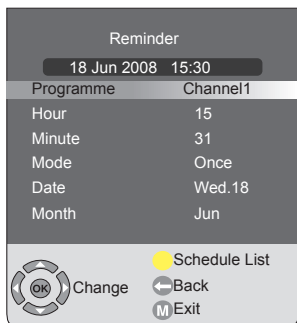 Reminder
18 Jun 2008 15:30
Programme Channel1
Hour 15
Minute 31
Mode Once
Date Wed.18
Month Jun
Schedule List
OK Change Back
M Exit